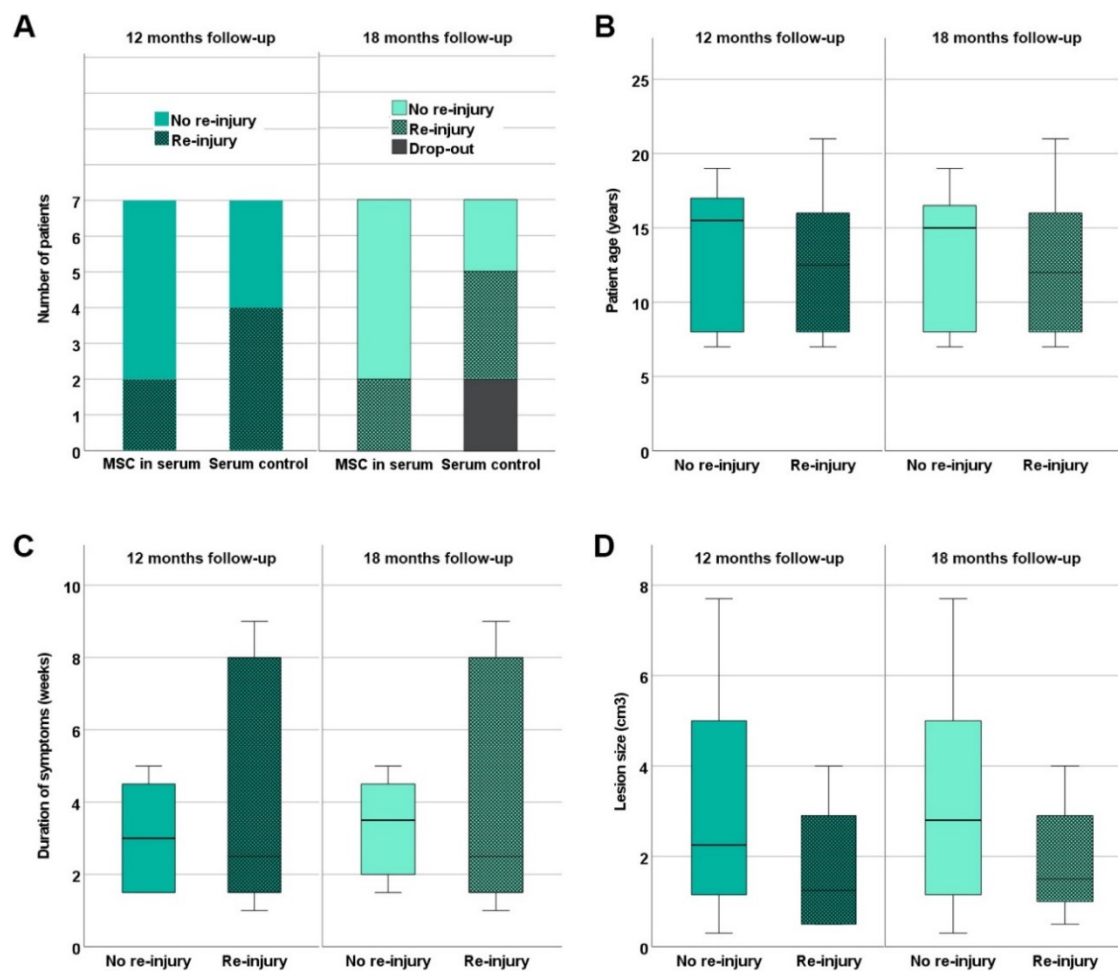 A
12 months follow-up
18 months follow-up
No re-injury
Re-injury
No re-injury
Re-injury
Drop-out
Number of patients
7
6
5
4
3
2
1
0
MSC in serum
Serum control
MSC in serum
Serum control
B
12 months follow-up
18 months follow-up
Patient age (years)
25
20
15
10
5
0
No re-injury
Re-injury
No re-injury
Re-injury
C
12 months follow-up
18 months follow-up
Duration of symptoms (weeks)
10
8
6
4
2
0
No re-injury
Re-injury
No re-injury
Re-injury
D
12 months follow-up
18 months follow-up
Lesion size (cm3)
8
6
4
2
0
No re-injury
Re-injury
No re-injury
Re-injury